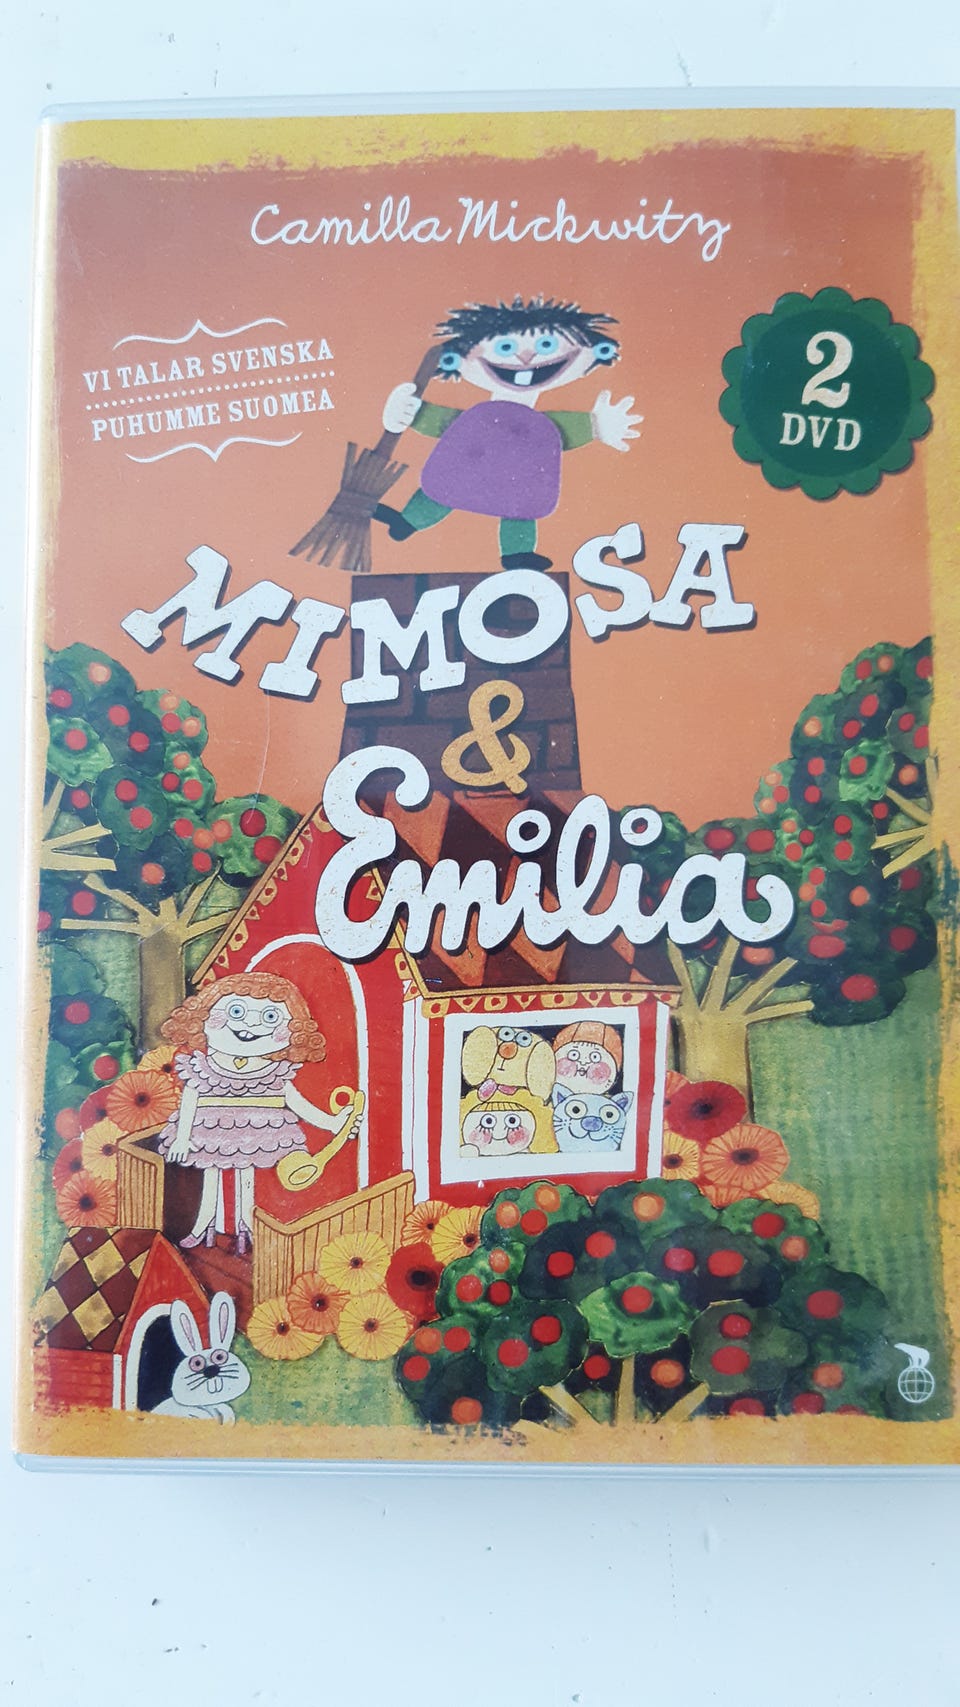 Camilla Mickwitz
VI TALAR SVENSKA
PUHUMME SUOMEA
2
DVD
MIMOSA
&
Emilia